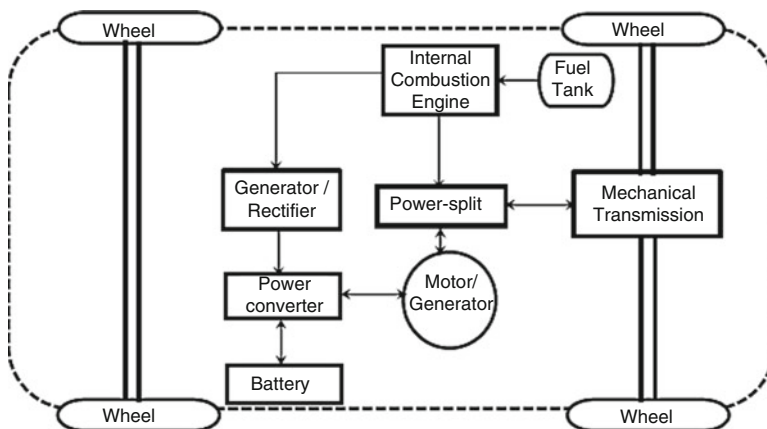 Wheel
Wheel
Internal
Combustion
Engine
Fuel
Tank
Generator /
Rectifier
Power-split
Mechanical
Transmission
Power
converter
Motor/
Generator
Battery
Wheel
Wheel